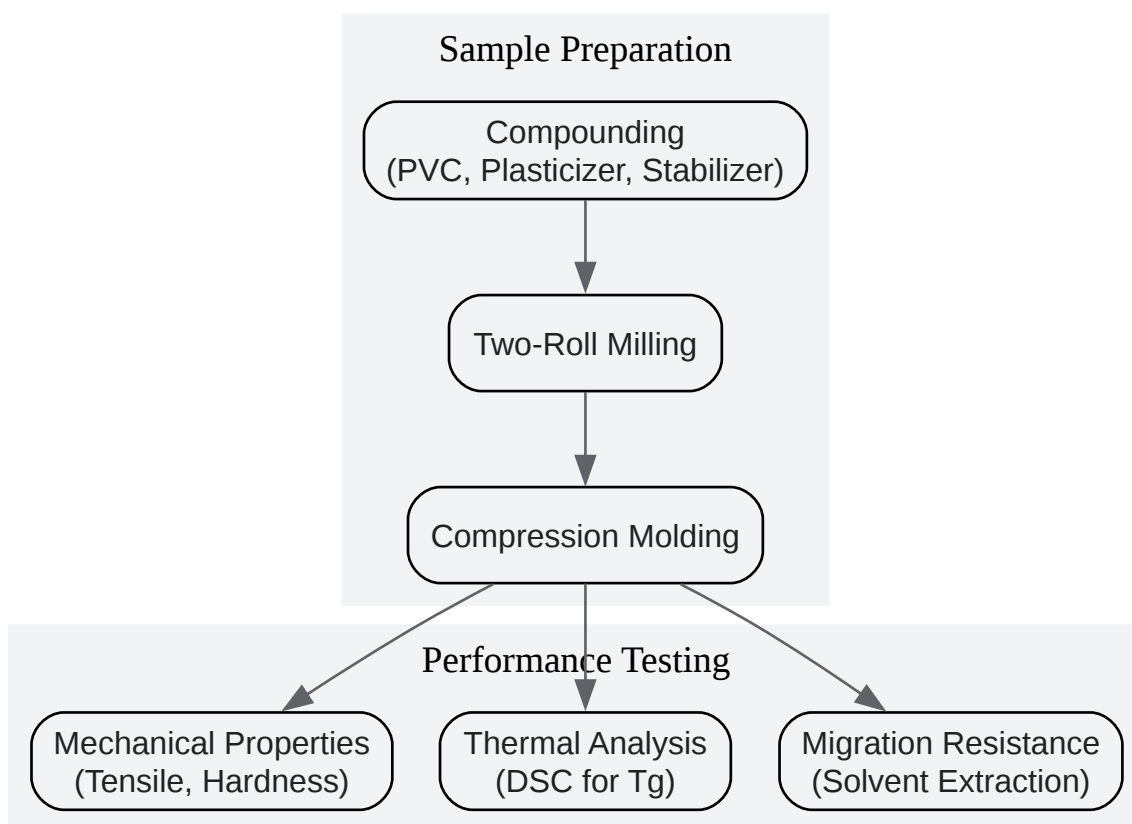 Sample Preparation
Compounding
(PVC, Plasticizer, Stabilizer)
Two-Roll Milling
Compression Molding
Performance Testing
Mechanical Properties
(Tensile, Hardness)
Thermal Analysis
(DSC for Tg)
Migration Resistance
(Solvent Extraction)